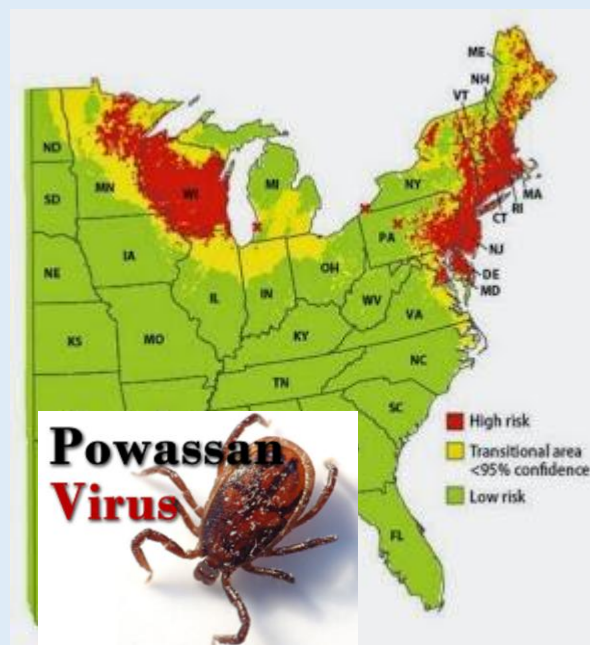 ME
NH
VT
ND
MN
WI
MI
NY
MA
RI
CT
SD
PA
NJ
IA
OH
DE
MD
NE
IL
IN
WV
VA
KS
MO
KY
NC
TN
SC
FL
High risk
Transitional area
<95% confidence
Low risk
Powassan
Virus